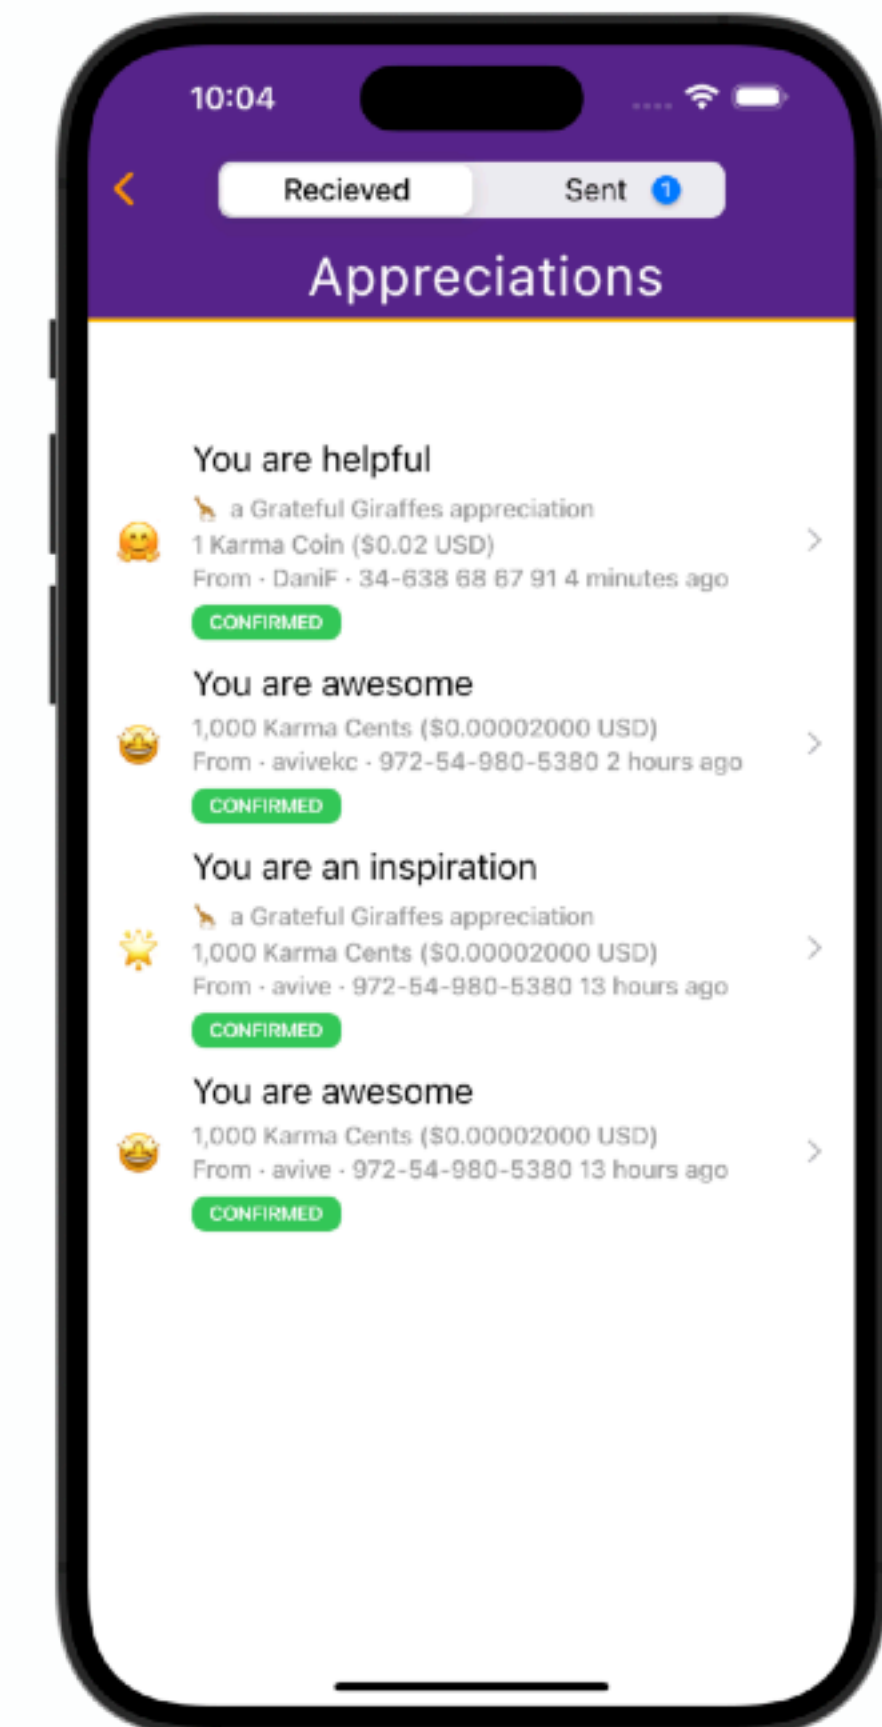 10:04
Recieved
Sent 1
Appreciations
You are helpful
a Grateful Giraffes appreciation
1 Karma Coin ($0.02 USD)
From · DaniF · 34-638 68 67 91 4 minutes ago
CONFIRMED
You are awesome
1,000 Karma Cents ($0.00002000 USD)
From · avivekc · 972-54-980-5380 2 hours ago
CONFIRMED
You are an inspiration
a Grateful Giraffes appreciation
1,000 Karma Cents ($0.00002000 USD)
From · avive · 972-54-980-5380 13 hours ago
CONFIRMED
You are awesome
1,000 Karma Cents ($0.00002000 USD)
From · avive · 972-54-980-5380 13 hours ago
CONFIRMED